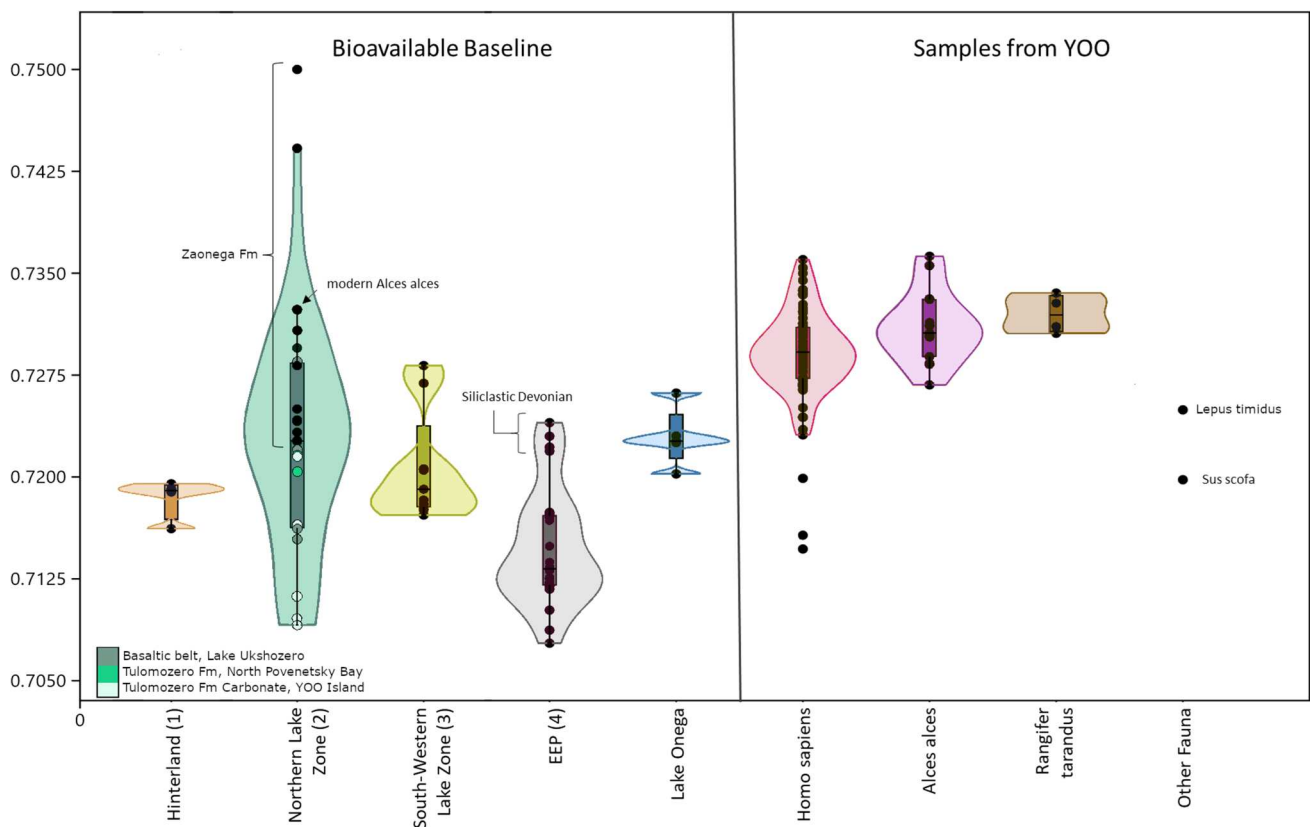 Bioavailable Baseline
Samples from YOO
0.7500
0.7425
0.7350
0.7275
0.7200
0.7125
0.7050
0
Zaonega Fm
modern Alces alces
Siliclastic Devonian
Lepus timidus
Sus scofa
Basaltic belt, Lake Ukshozero
Tulomozero Fm, North Povenetsky Bay
Tulomozero Fm Carbonate, YOO Island
Hinterland (1)
Northern Lake
Zone (2)
South-Western
Lake Zone (3)
EEP (4)
Lake Onega
Homo sapiens
Alces alces
Rangifer
tarandus
Other Fauna